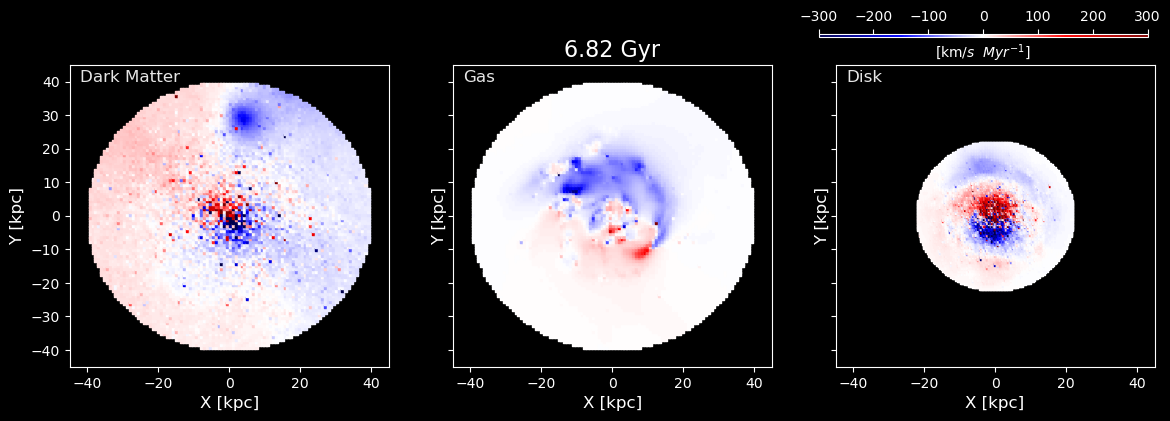 −300 −200 −100 0 100 200 300
[km/s Myr⁻¹]
6.82 Gyr
Dark Matter
Gas
Disk
40
30
20
10
0
−10
−20
−30
−40
Y [kpc]
Y [kpc]
Y [kpc]
−40 −20 0 20 40
−40 −20 0 20 40
−40 −20 0 20 40
X [kpc]
X [kpc]
X [kpc]